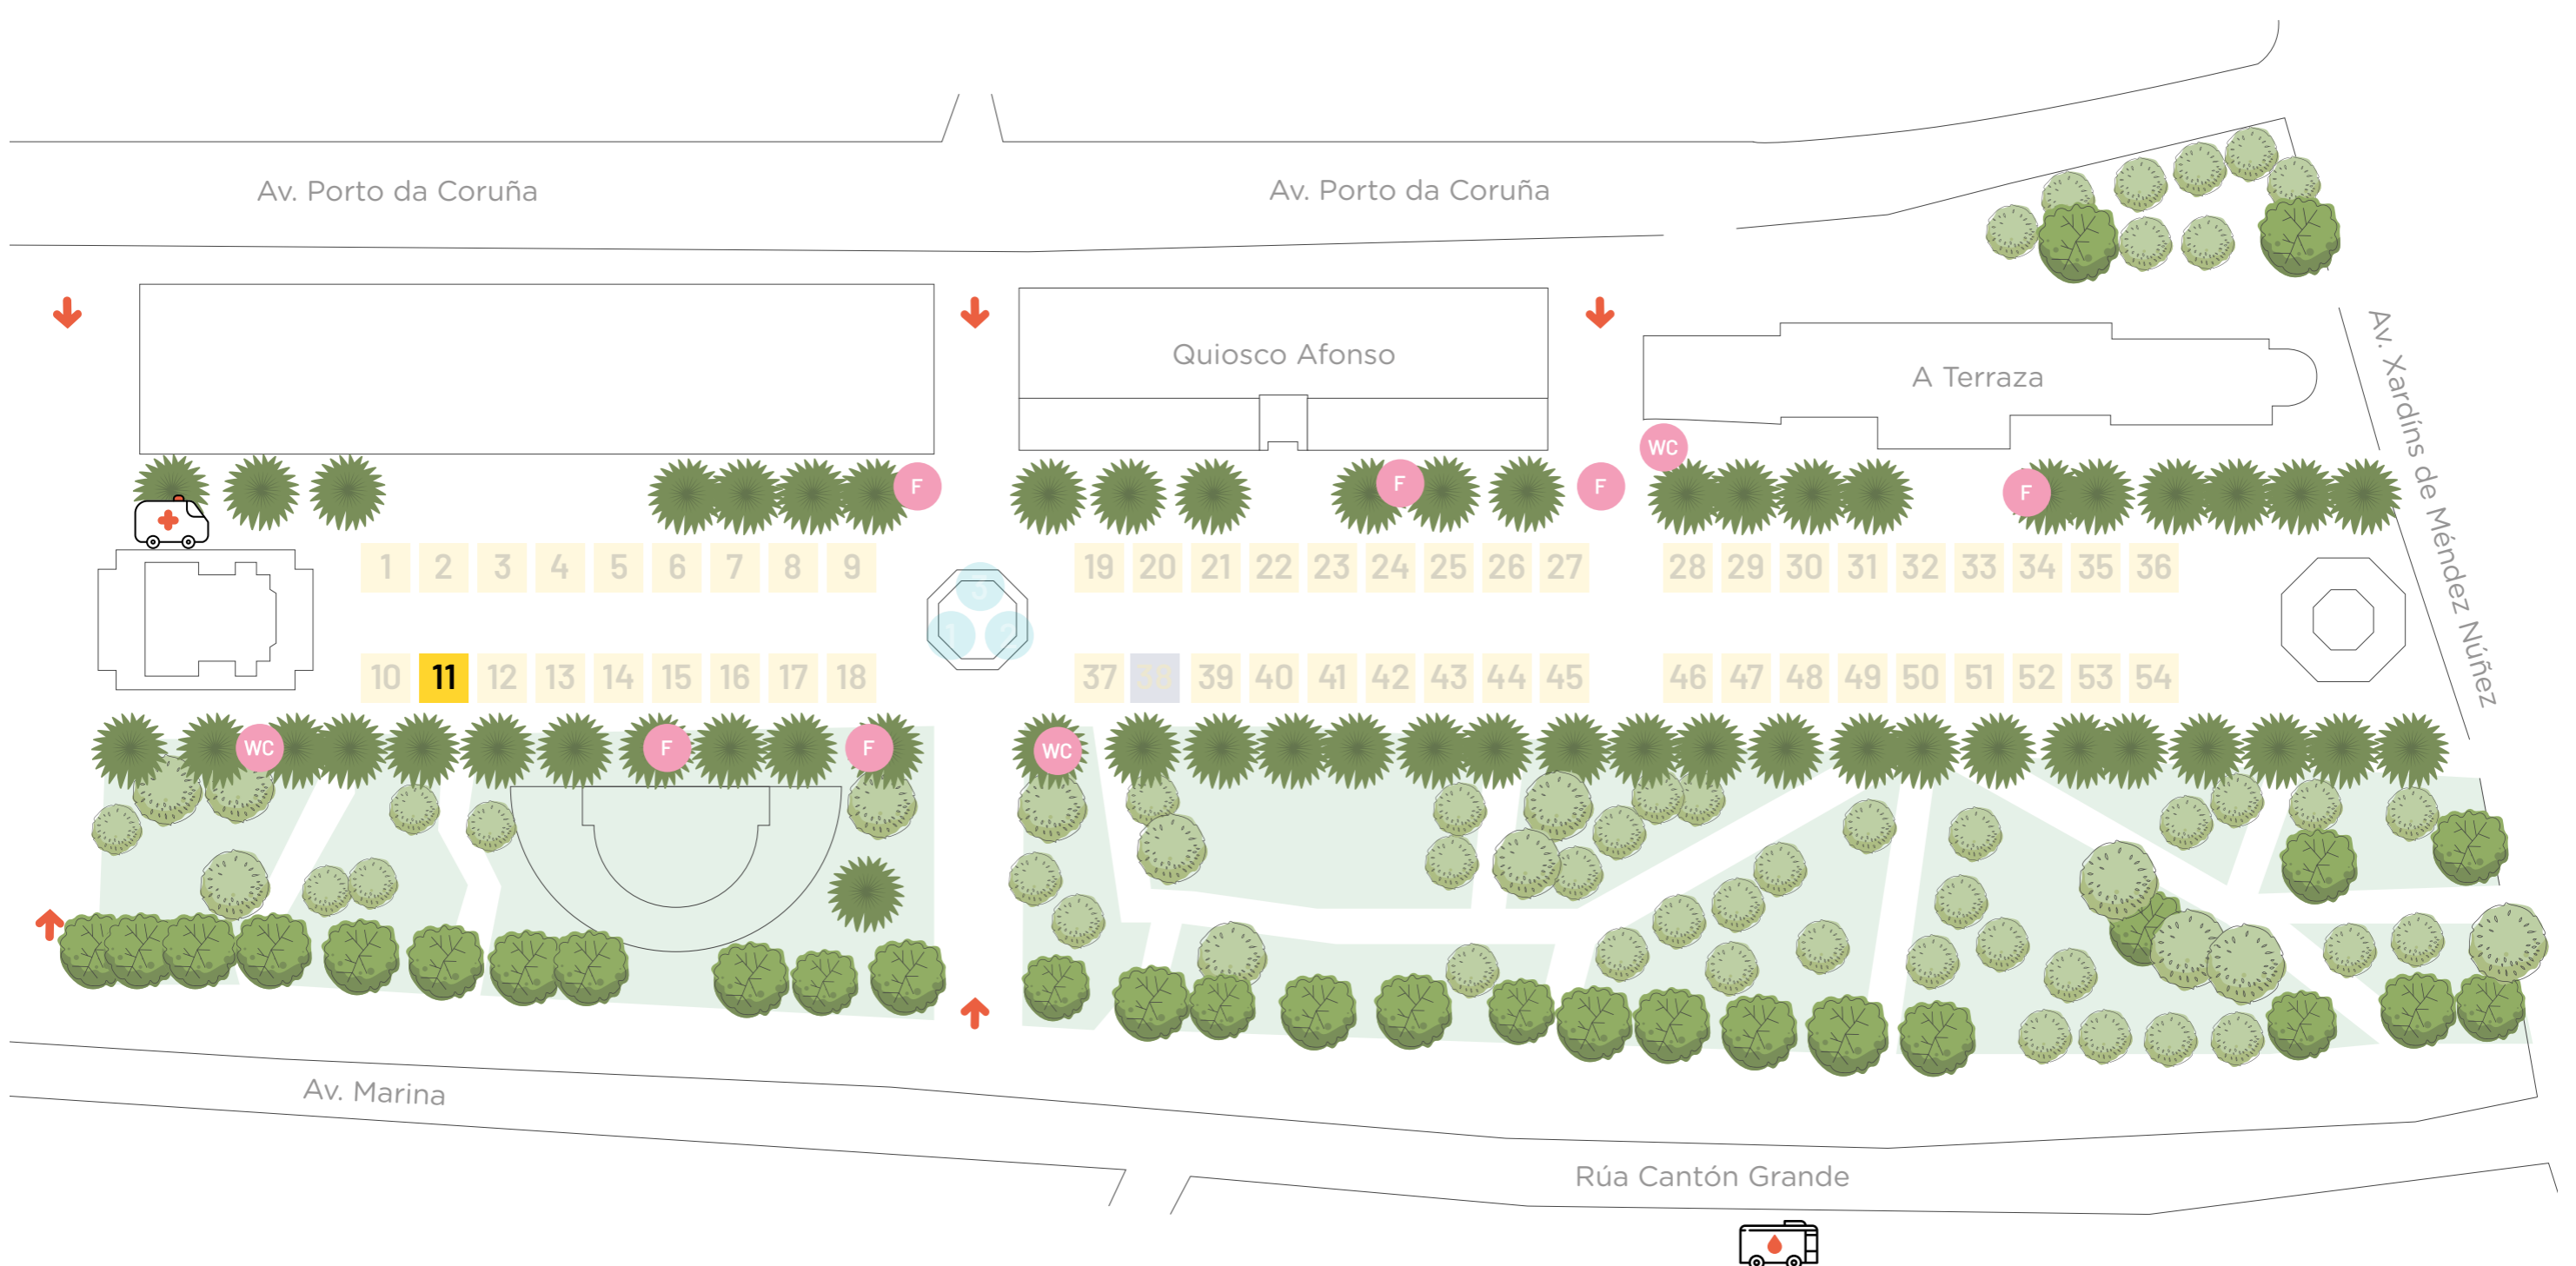 Av. Porto da Coruña
Av. Porto da Coruña
Quiosco Afonso
A Terraza
Av. Xardíns de Méndez Núñez
WC
F
F
F
F
1 2 3 4 5 6 7 8 9
19 20 21 22 23 24 25 26 27
28 29 30 31 32 33 34 35 36
3
1 2
10 11 12 13 14 15 16 17 18
37 38 39 40 41 42 43 44 45
46 47 48 49 50 51 52 53 54
WC
F
F
WC
Av. Marina
Rúa Cantón Grande